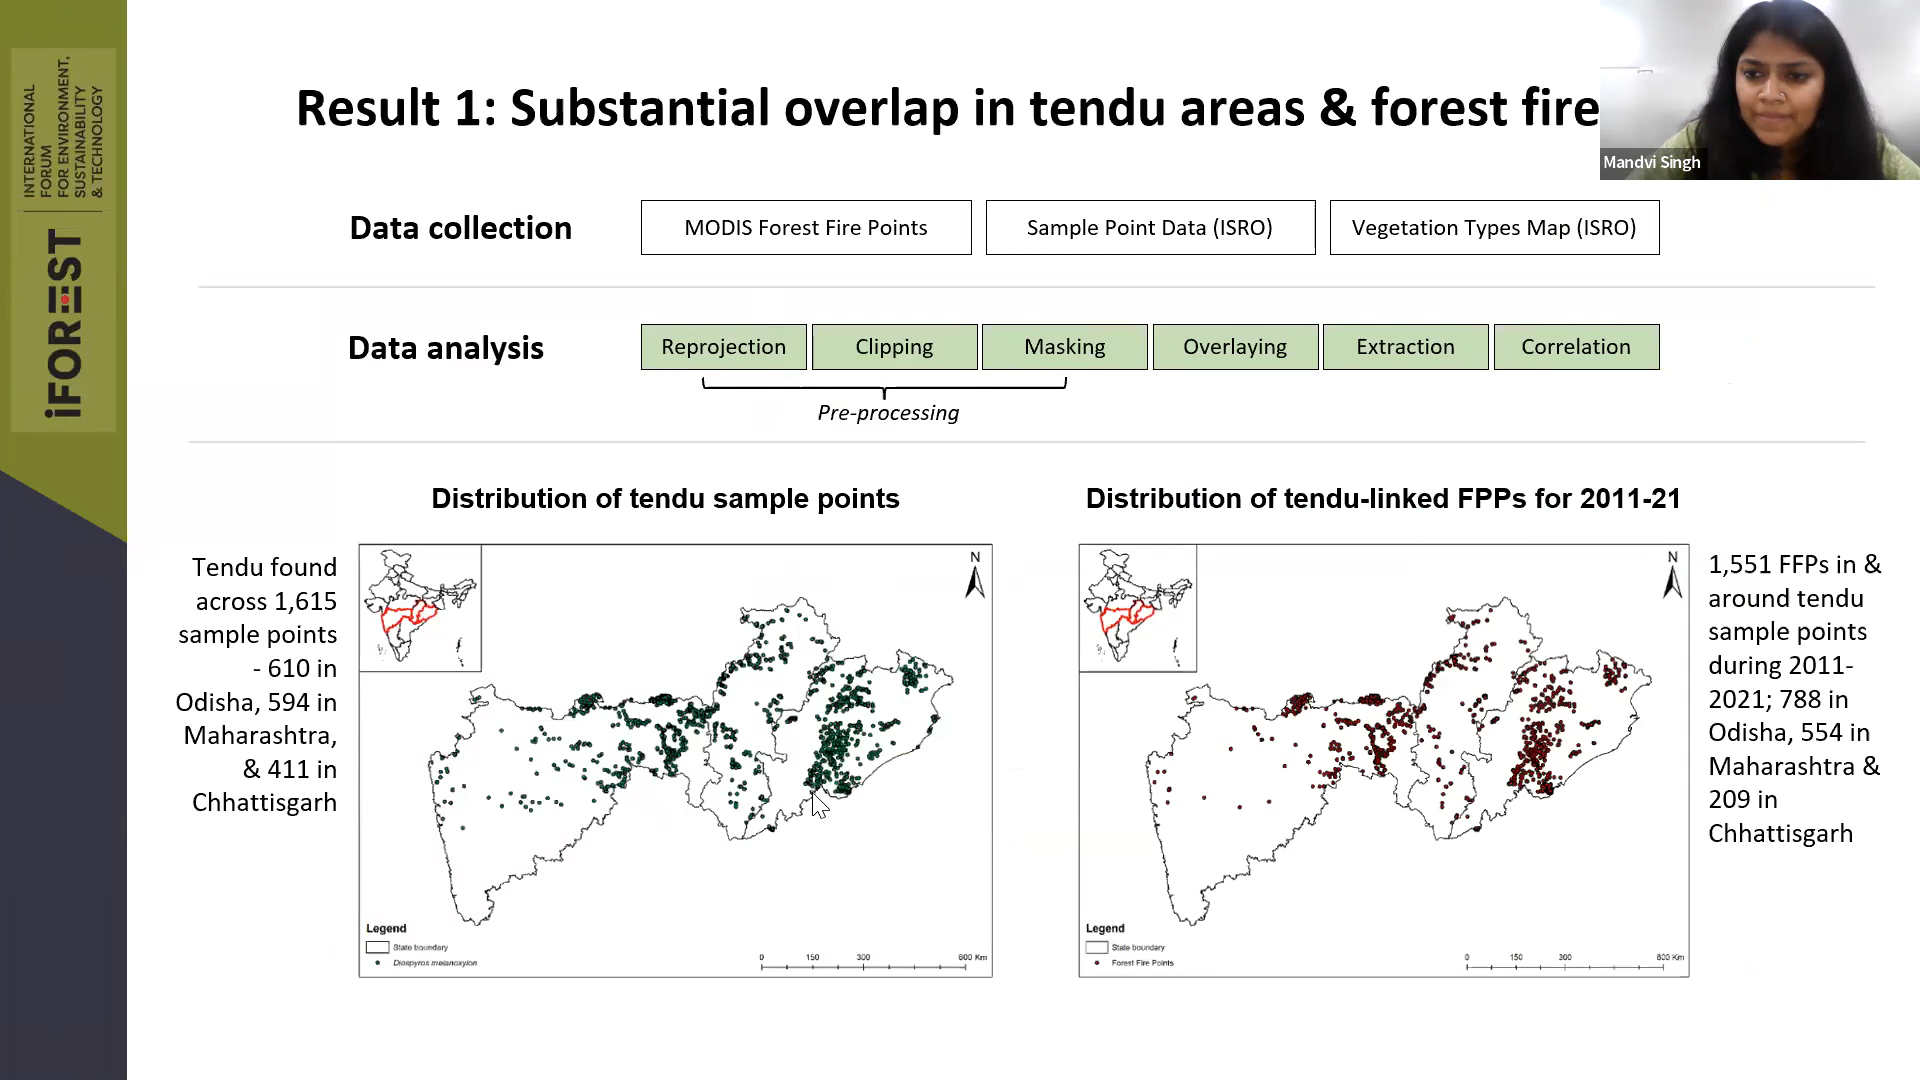 INTERNATIONAL
FORUM
FOR ENVIRONMENT,
SUSTAINABILITY
& TECHNOLOGY
iFOREST
Result 1: Substantial overlap in tendu areas & forest fire
Mandvi Singh
Data collection
MODIS Forest Fire Points
Sample Point Data (ISRO)
Vegetation Types Map (ISRO)
Data analysis
Reprojection
Clipping
Masking
Overlaying
Extraction
Correlation
Pre-processing
Distribution of tendu sample points
Tendu found
across 1,615
sample points
- 610 in
Odisha, 594 in
Maharashtra,
& 411 in
Chhattisgarh
N
Legend
State boundary
Diospyros melanoxylon
0 150 300 600 Km
Distribution of tendu-linked FPPs for 2011-21
N
Legend
State boundary
Forest Fire Points
0 150 300 600 Km
1,551 FFPs in &
around tendu
sample points
during 2011-
2021; 788 in
Odisha, 554 in
Maharashtra &
209 in
Chhattisgarh